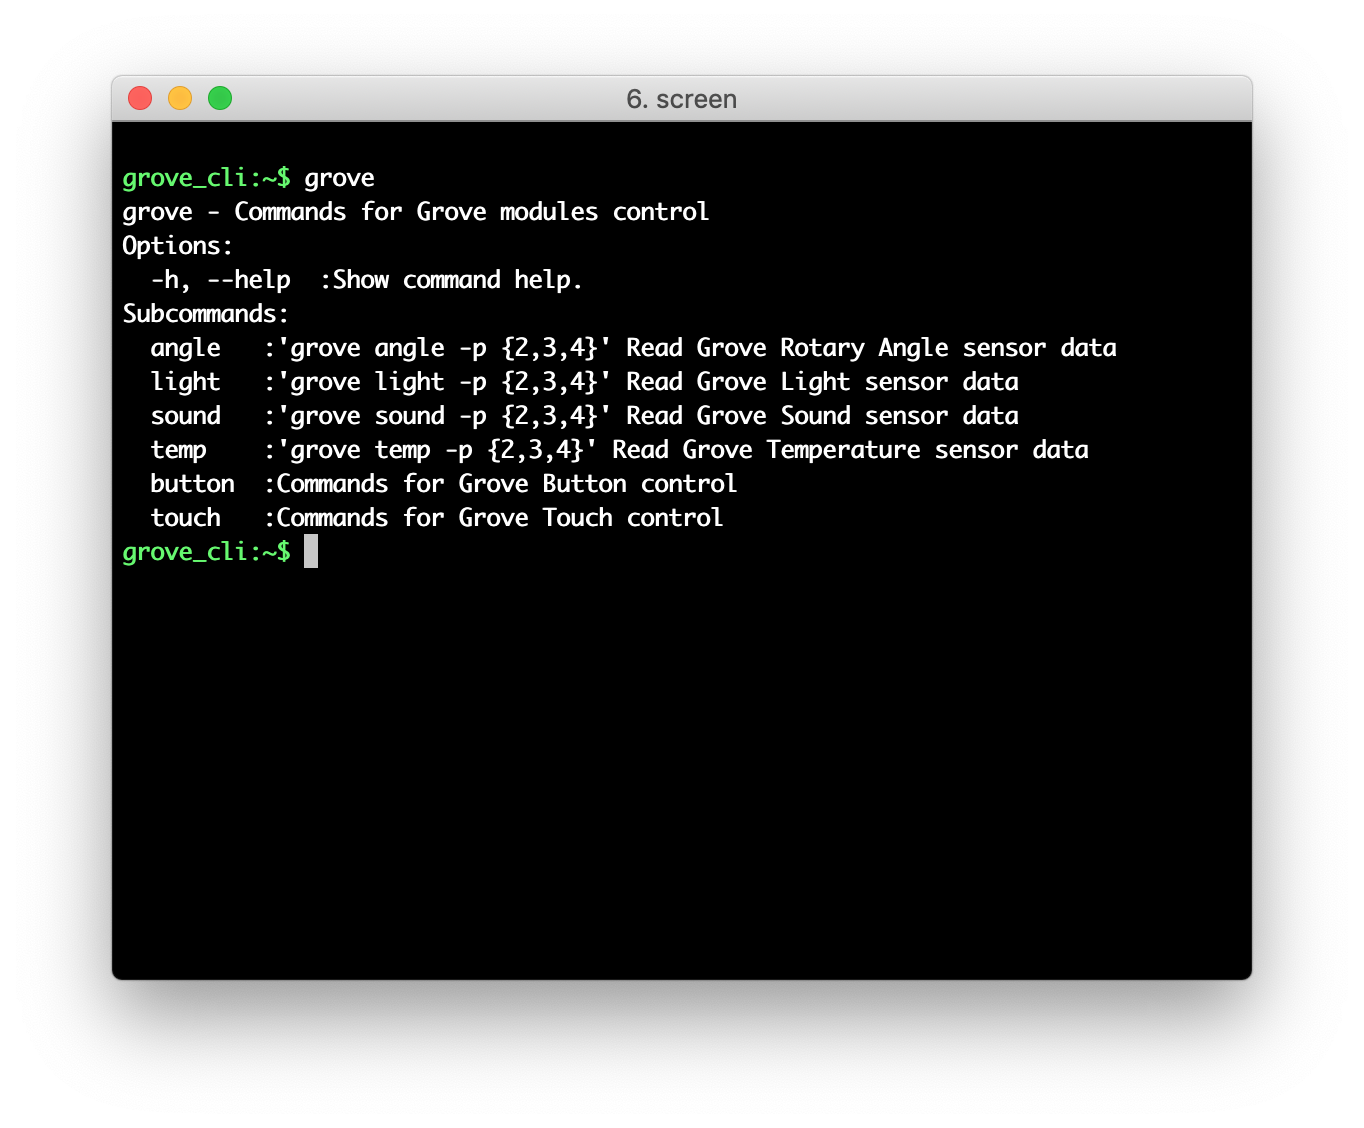 6. screen
grove_cli:~$ grove
grove - Commands for Grove modules control
Options:
  -h, --help  :Show command help.
Subcommands:
  angle   :'grove angle -p {2,3,4}' Read Grove Rotary Angle sensor data
  light   :'grove light -p {2,3,4}' Read Grove Light sensor data
  sound   :'grove sound -p {2,3,4}' Read Grove Sound sensor data
  temp    :'grove temp -p {2,3,4}' Read Grove Temperature sensor data
  button  :Commands for Grove Button control
  touch   :Commands for Grove Touch control
grove_cli:~$